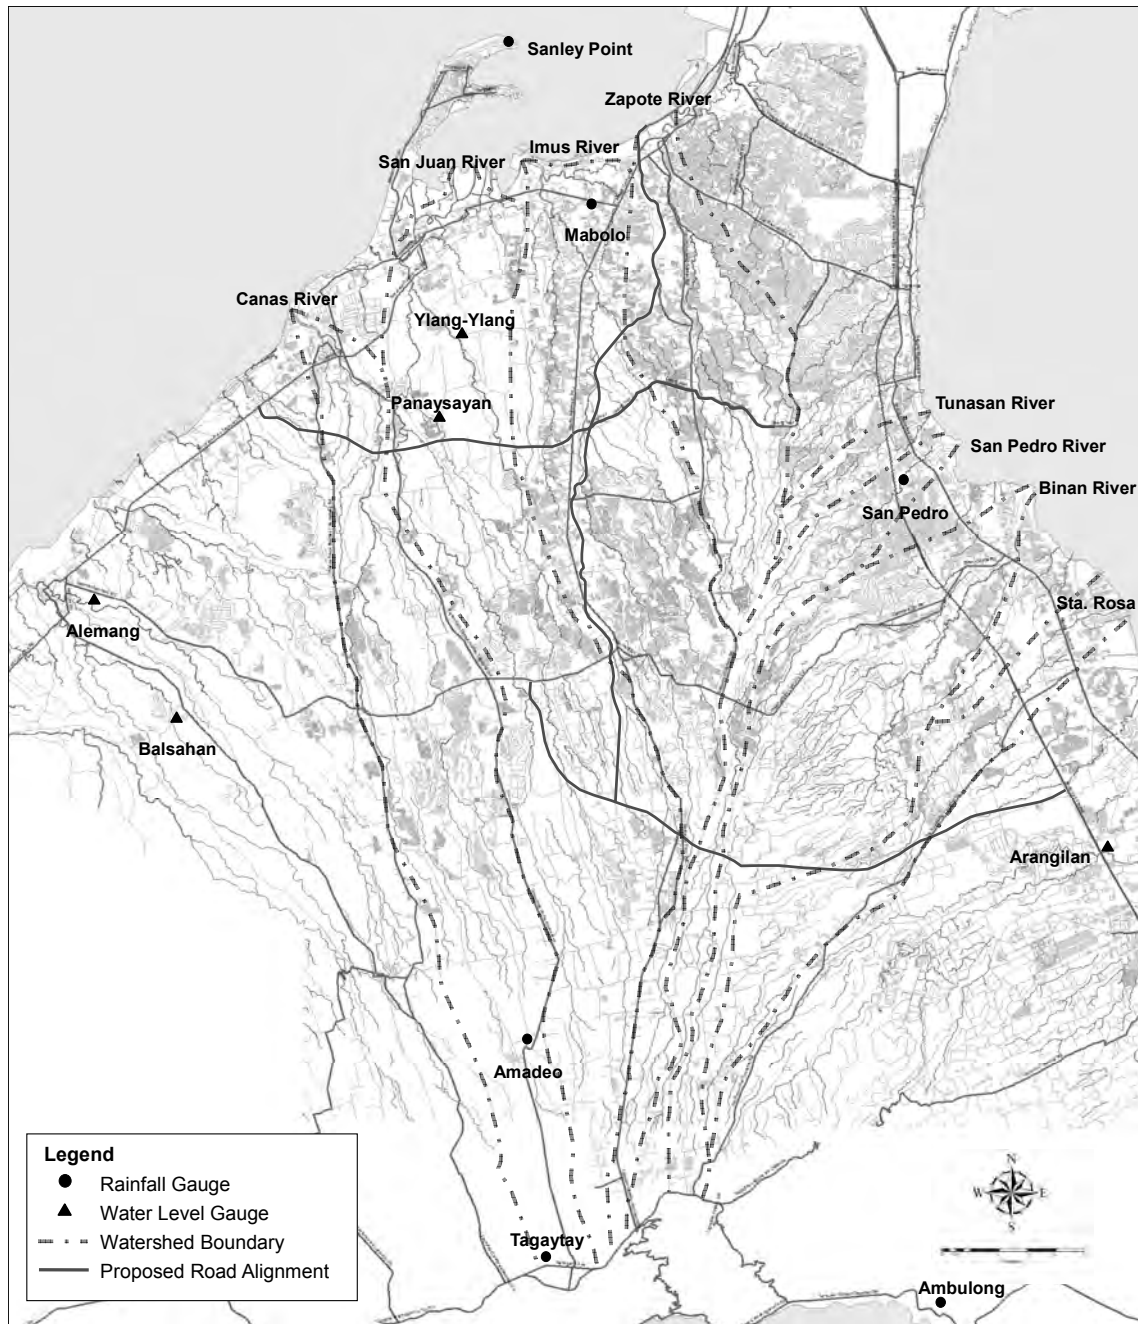 Sanley Point
Zapote River
Imus River
San Juan River
Mabolo
Canas River
Ylang-Ylang
Panaysayan
Tunasan River
San Pedro River
Binan River
San Pedro
Sta. Rosa
Alemang
Balsahan
Arangilan
Amadeo
Legend
Rainfall Gauge
Water Level Gauge
Watershed Boundary
Proposed Road Alignment
Tagaytay
N
W E
S
Ambulong